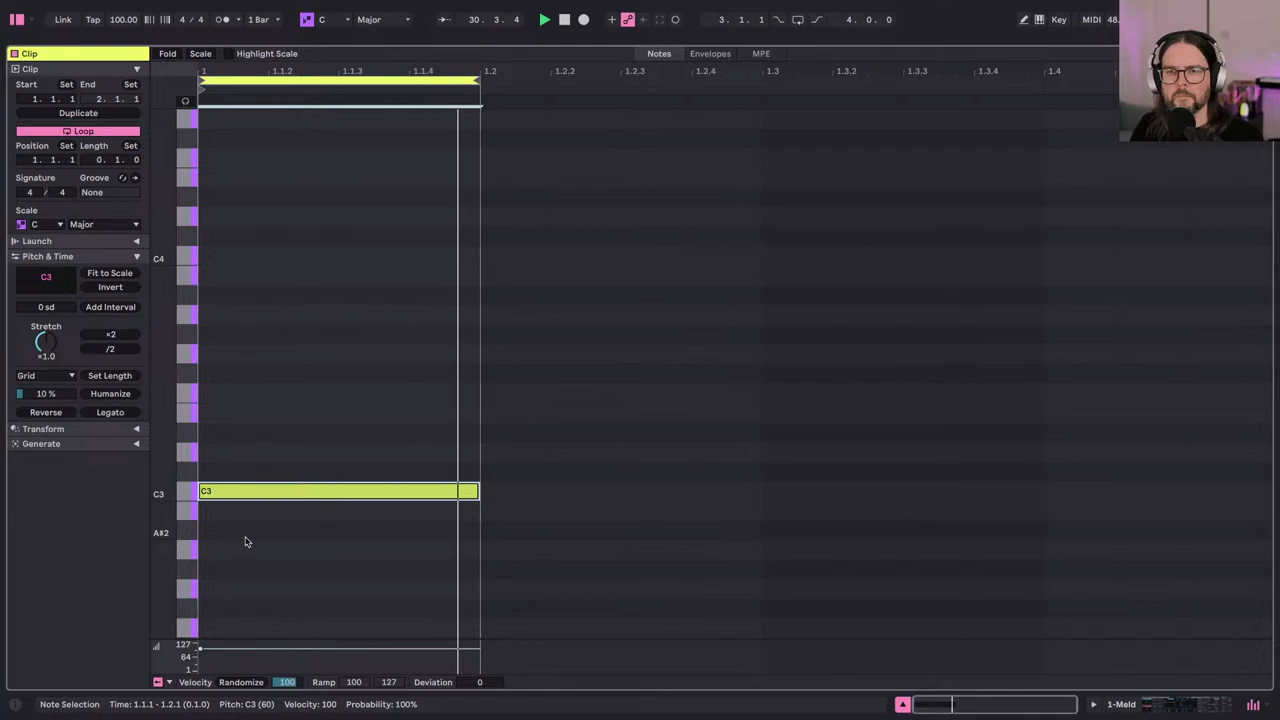 Link Tap 100.00 4 / 4 1 Bar C Major 30. 3. 4 3. 1. 1 4. 0. 0 Key MIDI 48.
Clip Fold Scale Highlight Scale Notes Envelopes MPE
Clip 1 1.1.2 1.1.3 1.1.4 1.2 1.2.2 1.2.3 1.2.4 1.3 1.3.2 1.3.3 1.3.4 1.4
Start Set End Set
1. 1. 1 2. 1. 1
Duplicate
Loop
Position Set Length Set
1. 1. 1 0. 1. 0
Signature Groove
4 / 4 None
Scale
C Major
Launch
Pitch & Time C4
C3 Fit to Scale
Invert
0 sd Add Interval
Stretch ×2
×1.0 /2
Grid Set Length
10 % Humanize
Reverse Legato
Transform
Generate
C3 C3
A#2
127
64
1
Velocity Randomize 100 Ramp 100 127 Deviation 0
Note Selection Time: 1.1.1 - 1.2.1 (0.1.0) Pitch: C3 (60) Velocity: 100 Probability: 100% 1-Meld